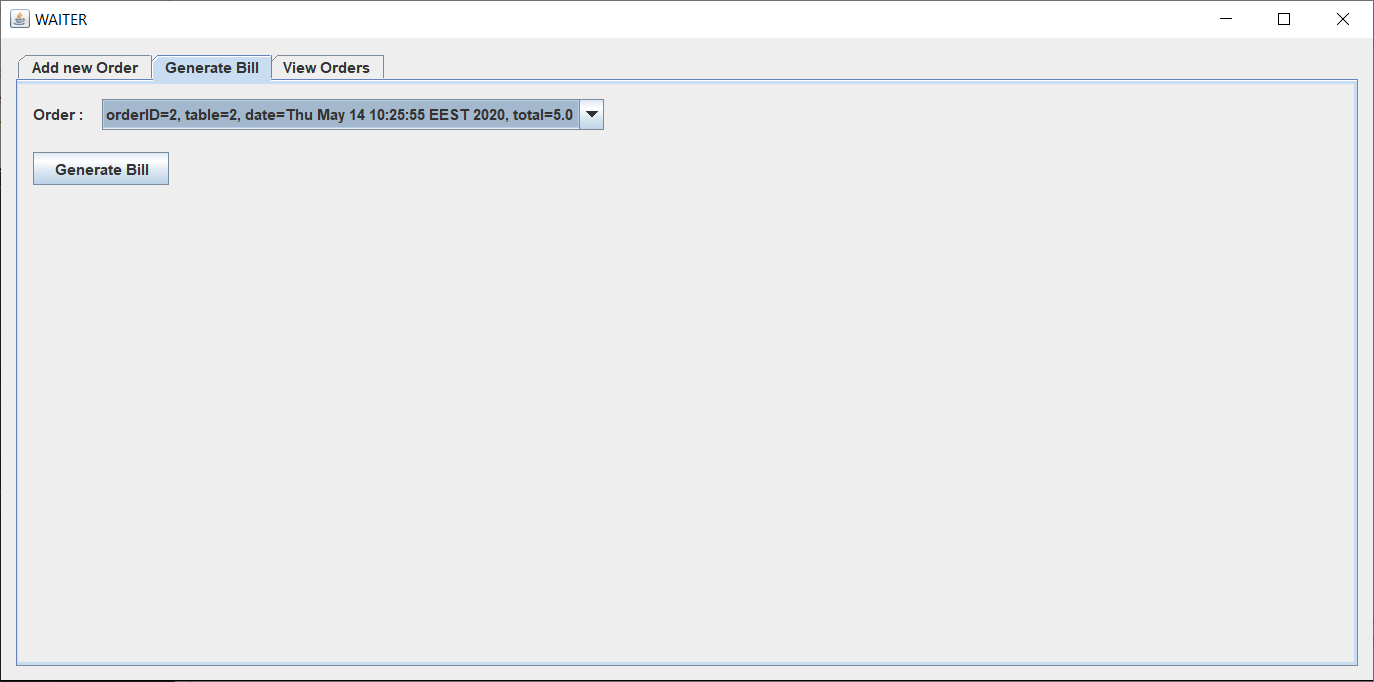 WAITER
Add new Order Generate Bill View Orders
Order : orderID=2, table=2, date=Thu May 14 10:25:55 EEST 2020, total=5.0
Generate Bill